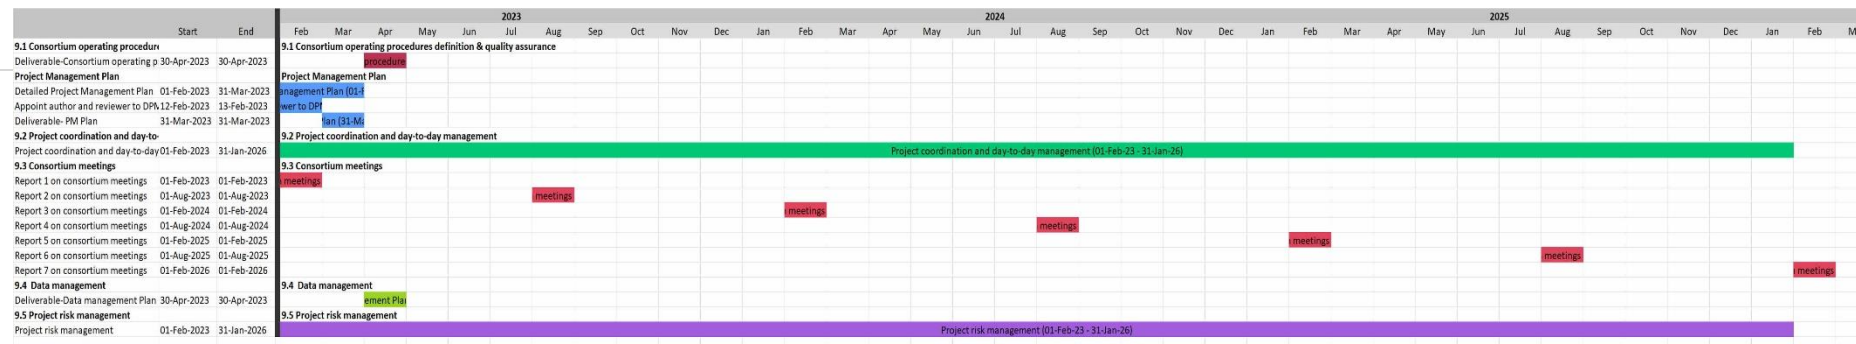 2023 2024 2025
Start End Feb Mar Apr May Jun Jul Aug Sep Oct Nov Dec Jan Feb Mar Apr May Jun Jul Aug Sep Oct Nov Dec Jan Feb Mar Apr May Jun Jul Aug Sep Oct Nov Dec Jan Feb M
9.1 Consortium operating procedure 9.1 Consortium operating procedures definition & quality assurance
Deliverable-Consortium operating p 30-Apr-2023 30-Apr-2023 procedure
Project Management Plan Project Management Plan
Detailed Project Management Plan 01-Feb-2023 31-Mar-2023 anagement Plan (01-F
Appoint author and reviewer to DPM 12-Feb-2023 13-Feb-2023 wer to DPM
Deliverable- PM Plan 31-Mar-2023 31-Mar-2023 lan (31-Ma
9.2 Project coordination and day-to- 9.2 Project coordination and day-to-day management
Project coordination and day-to-day 01-Feb-2023 31-Jan-2026 Project coordination and day-to-day management (01-Feb-23 - 31-Jan-26)
9.3 Consortium meetings 9.3 Consortium meetings
Report 1 on consortium meetings 01-Feb-2023 01-Feb-2023 meetings
Report 2 on consortium meetings 01-Aug-2023 01-Aug-2023 meetings
Report 3 on consortium meetings 01-Feb-2024 01-Feb-2024 meetings
Report 4 on consortium meetings 01-Aug-2024 01-Aug-2024 meetings
Report 5 on consortium meetings 01-Feb-2025 01-Feb-2025 meetings
Report 6 on consortium meetings 01-Aug-2025 01-Aug-2025 meetings
Report 7 on consortium meetings 01-Feb-2026 01-Feb-2026 meetings
9.4 Data management 9.4 Data management
Deliverable-Data management Plan 30-Apr-2023 30-Apr-2023 ement Plan
9.5 Project risk management 9.5 Project risk management
Project risk management 01-Feb-2023 31-Jan-2026 Project risk management (01-Feb-23 - 31-Jan-26)